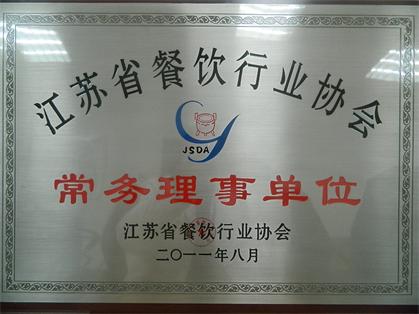 江苏省餐饮行业协会
JSDA
常务理事单位
江苏省餐饮行业协会
二〇一一年八月